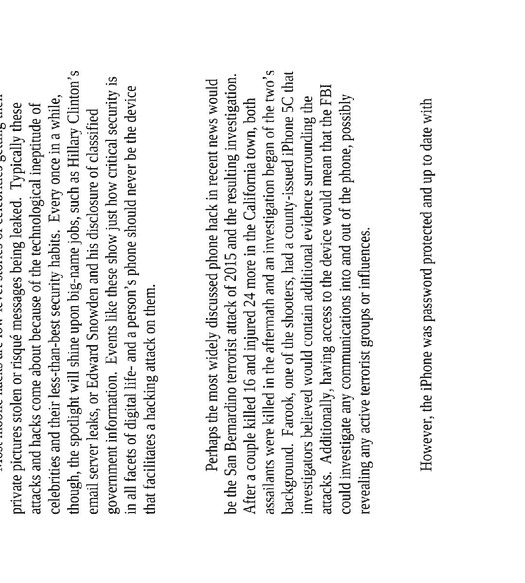 private pictures stolen or risqué messages being leaked. Typically these
attacks and hacks come about because of the technological ineptitude of
celebrities and their less-than-best security habits. Every once in a while,
though, the spotlight will shine upon big-name jobs, such as Hillary Clinton's
email server leaks, or Edward Snowden and his disclosure of classified
government information. Events like these show just how critical security is
in all facets of digital life- and a person's phone should never be the device
that facilitates a hacking attack on them.
Perhaps the most widely discussed phone hack in recent news would
be the San Bernardino terrorist attack of 2015 and the resulting investigation.
After a couple killed 16 and injured 24 more in the California town, both
assailants were killed in the aftermath and an investigation began of the two's
background. Farook, one of the shooters, had a county-issued iPhone 5C that
investigators believed would contain additional evidence surrounding the
attacks. Additionally, having access to the device would mean that the FBI
could investigate any communications into and out of the phone, possibly
revealing any active terrorist groups or influences.
However, the iPhone was password protected and up to date with